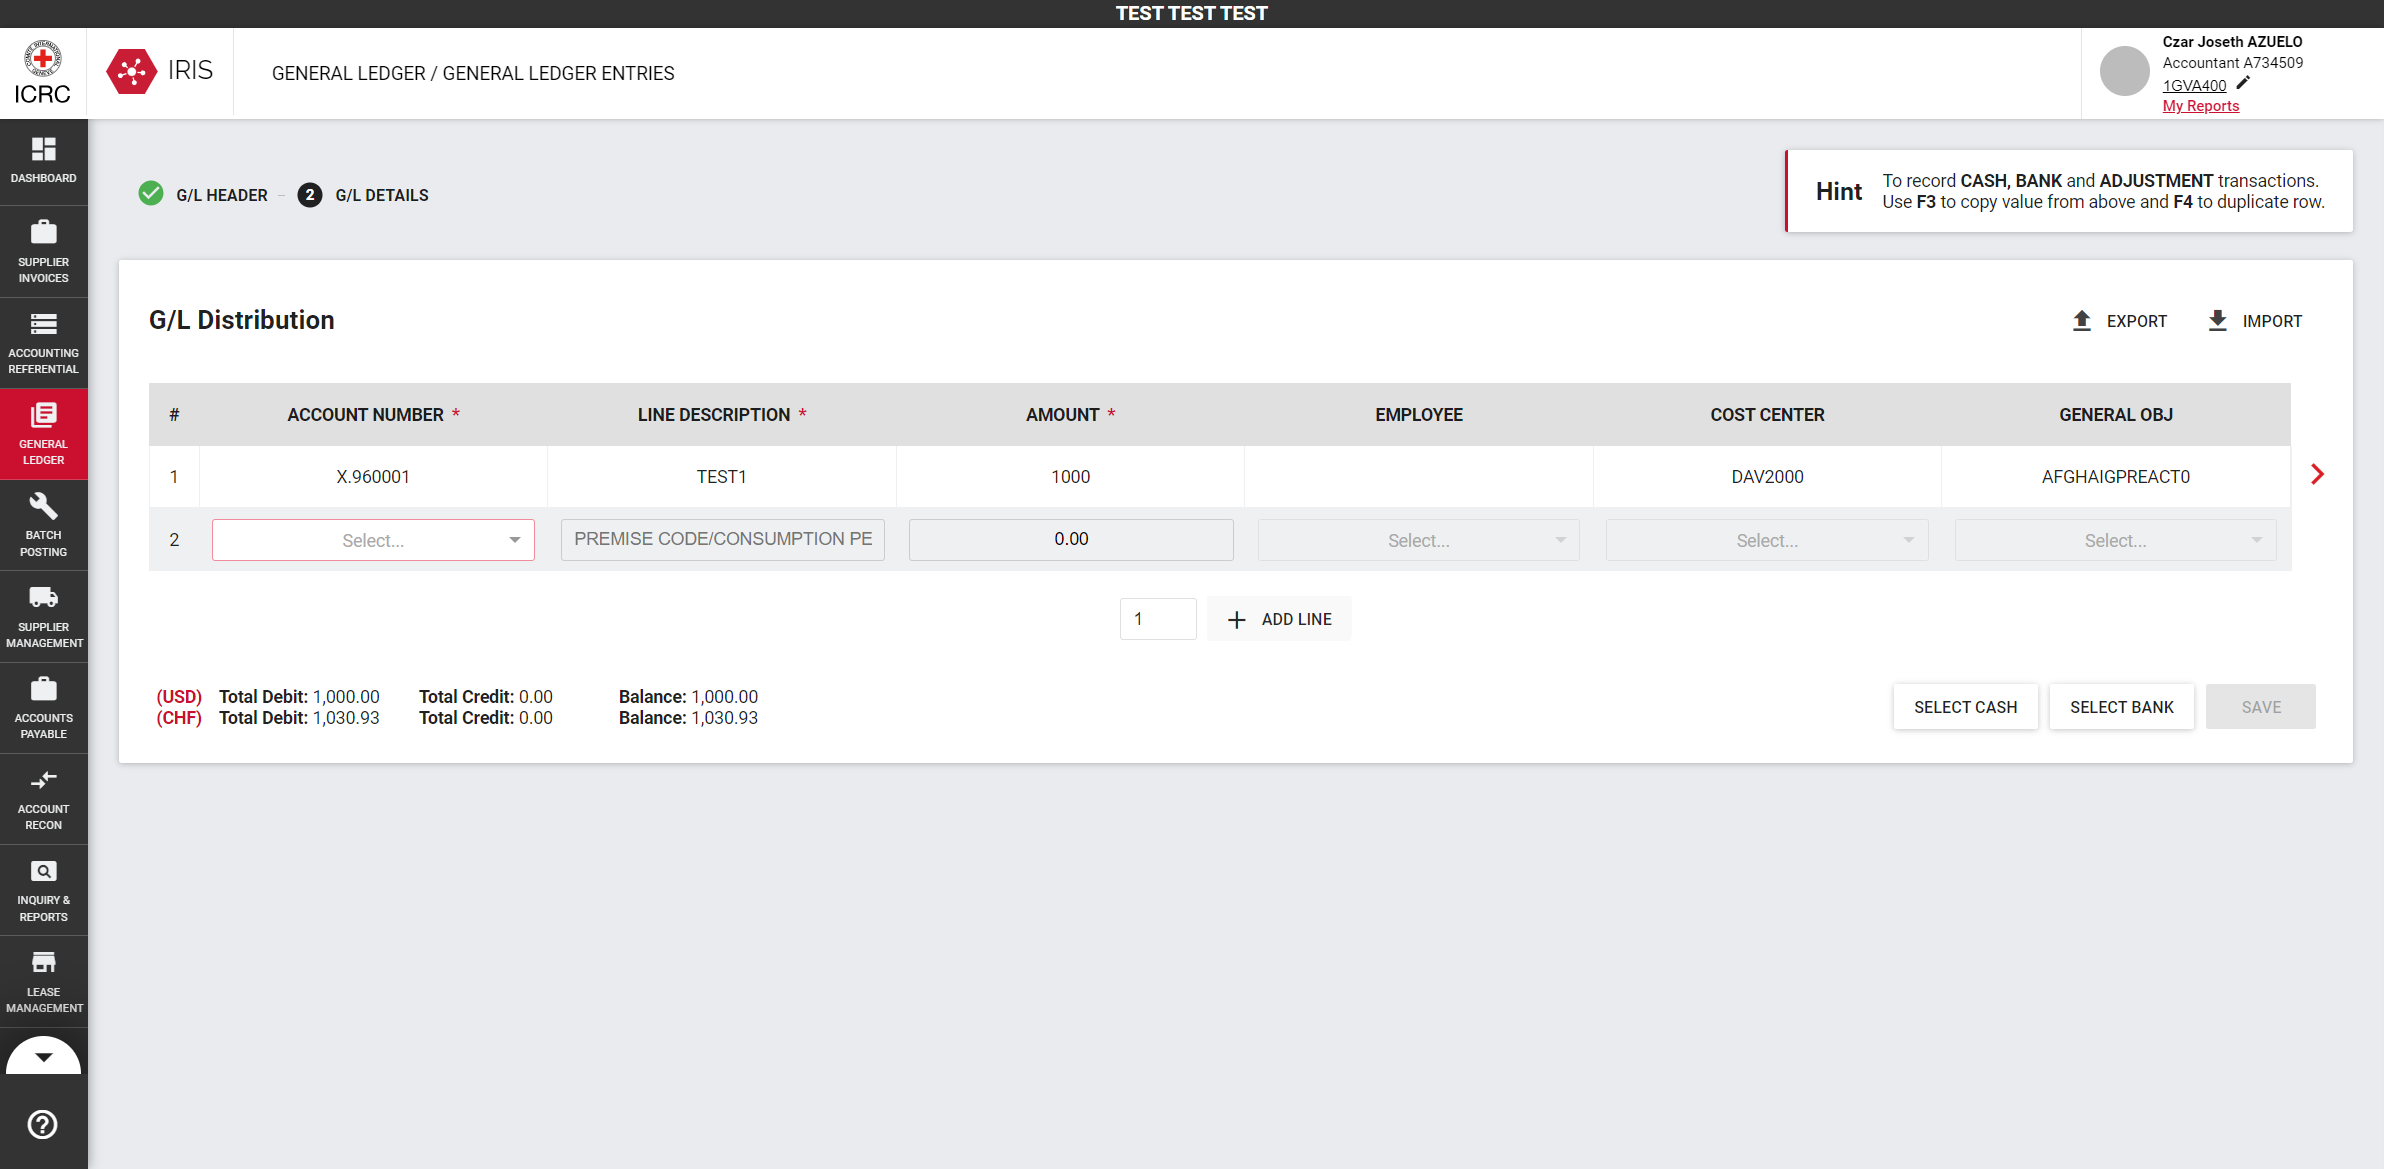 TEST TEST TEST
ICRC
IRIS
GENERAL LEDGER / GENERAL LEDGER ENTRIES
Czar Joseth AZUELO
Accountant A734509
1GVA400
My Reports
DASHBOARD
SUPPLIER
INVOICES
ACCOUNTING
REFERENTIAL
GENERAL
LEDGER
BATCH
POSTING
SUPPLIER
MANAGEMENT
ACCOUNTS
PAYABLE
ACCOUNT
RECON
INQUIRY &
REPORTS
LEASE
MANAGEMENT
G/L HEADER – 2 G/L DETAILS
Hint
To record CASH, BANK and ADJUSTMENT transactions.
Use F3 to copy value from above and F4 to duplicate row.
G/L Distribution
EXPORT IMPORT
# ACCOUNT NUMBER * LINE DESCRIPTION * AMOUNT * EMPLOYEE COST CENTER GENERAL OBJ
1 X.960001 TEST1 1000 DAV2000 AFGHAIGPREACT0
2 Select... PREMISE CODE/CONSUMPTION PE 0.00 Select... Select... Select...
1 + ADD LINE
(USD) Total Debit: 1,000.00 Total Credit: 0.00 Balance: 1,000.00
(CHF) Total Debit: 1,030.93 Total Credit: 0.00 Balance: 1,030.93
SELECT CASH SELECT BANK SAVE